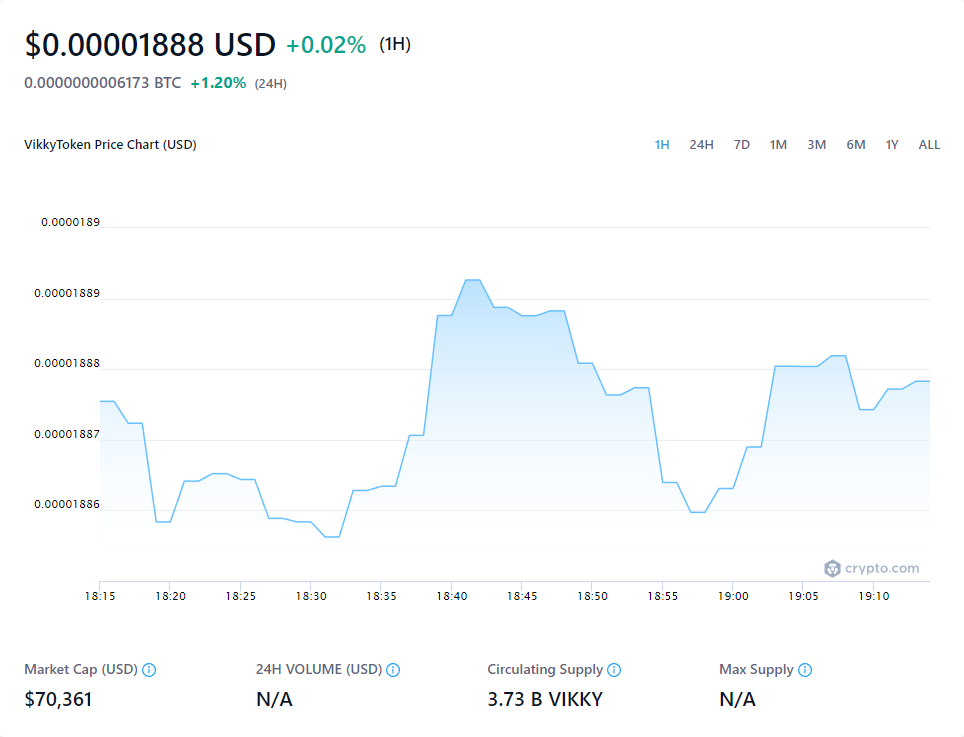 $0.00001888 USD +0.02% (1H)
0.0000000006173 BTC +1.20% (24H)
VikkyToken Price Chart (USD) 1H 24H 7D 1M 3M 6M 1Y ALL
0.0000189
0.00001889
0.00001888
0.00001887
0.00001886
crypto.com
18:15 18:20 18:25 18:30 18:35 18:40 18:45 18:50 18:55 19:00 19:05 19:10
Market Cap (USD) 24H VOLUME (USD) Circulating Supply Max Supply
$70,361 N/A 3.73 B VIKKY N/A